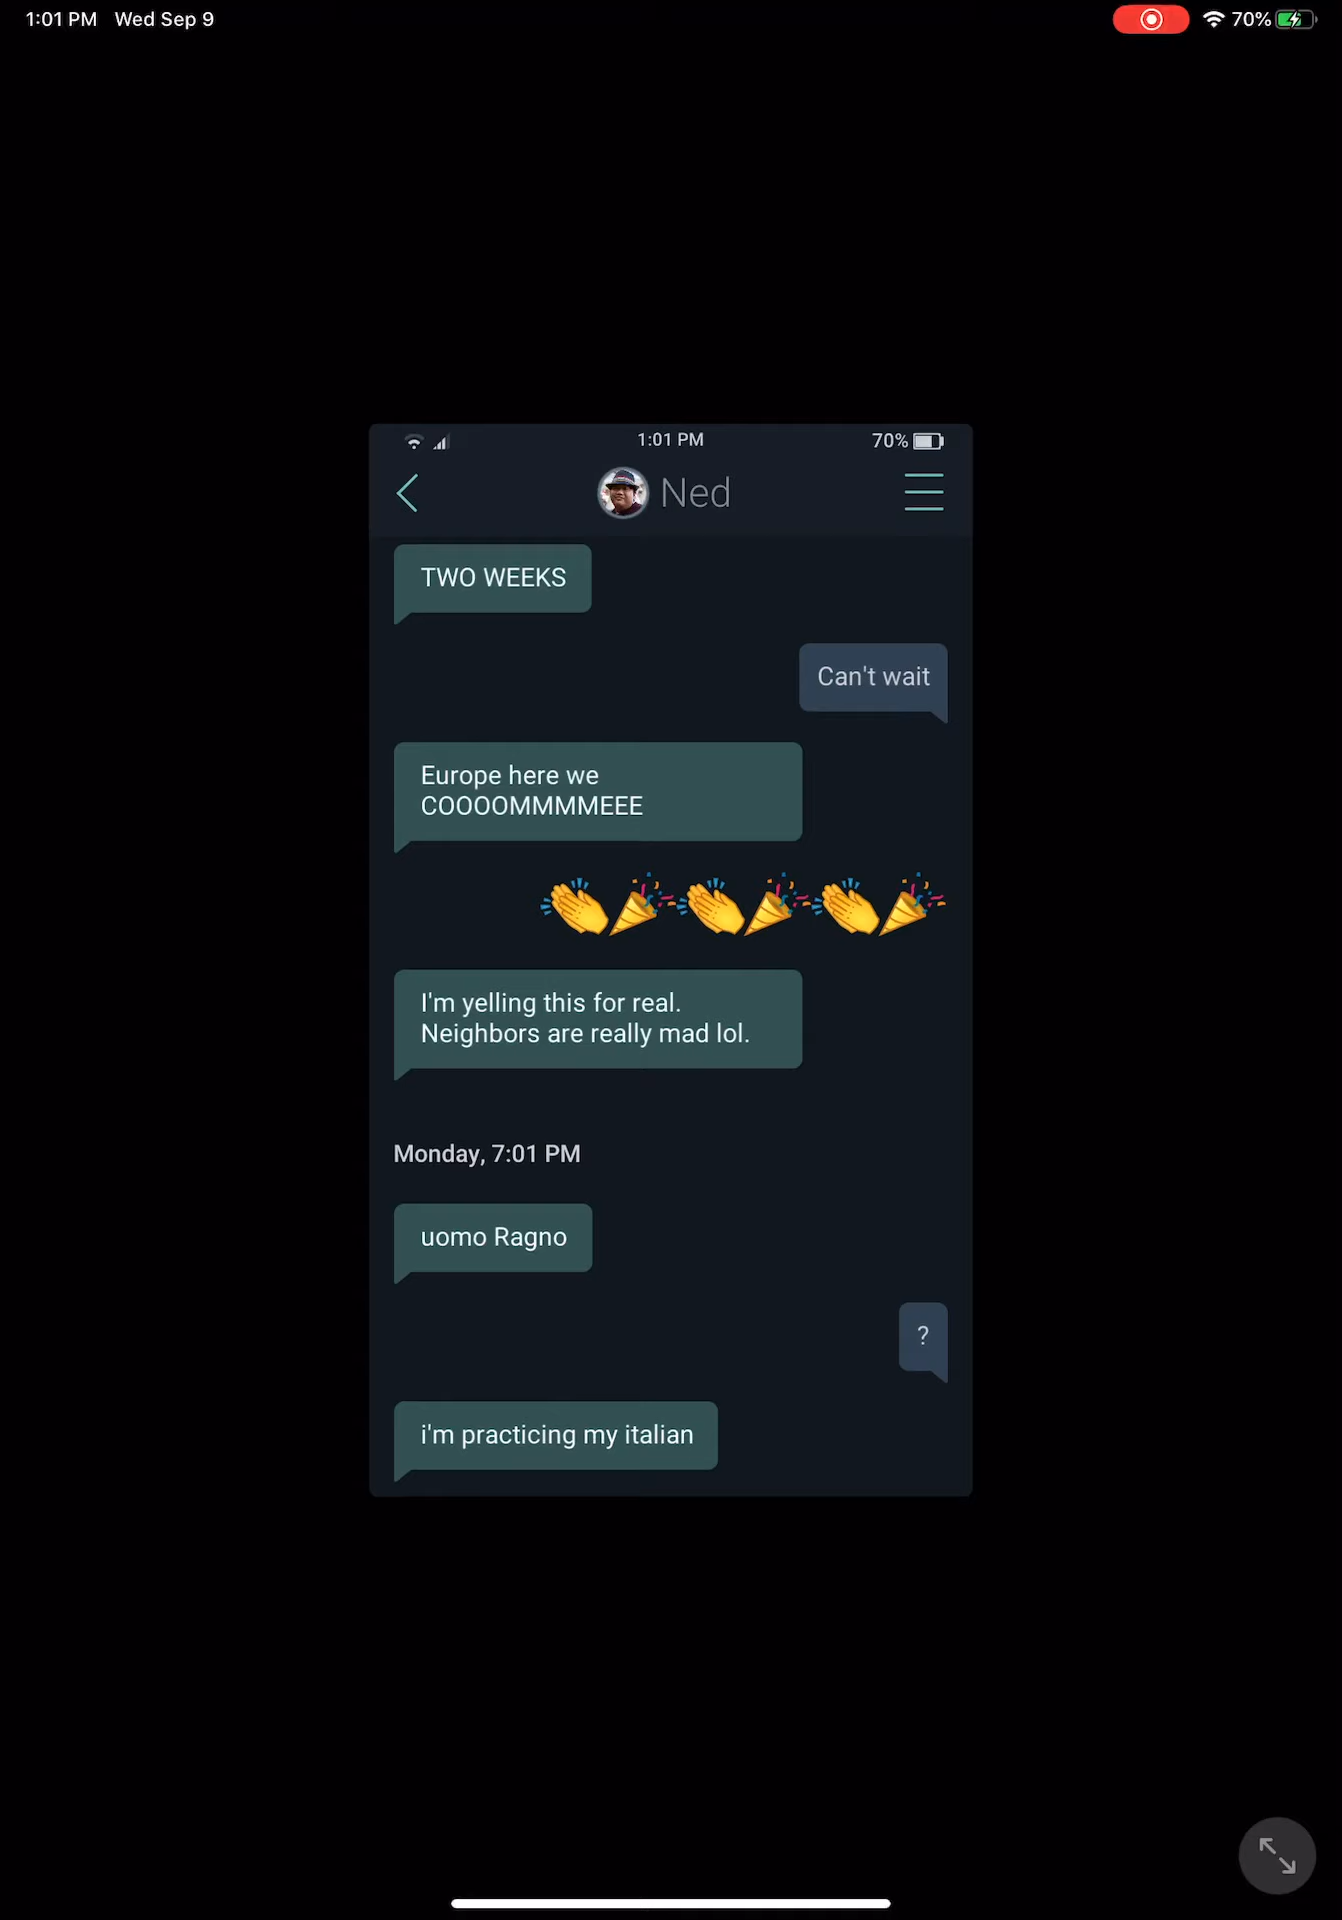 1:01 PM Wed Sep 9
70%
1:01 PM
70%
Ned
TWO WEEKS
Can't wait
Europe here we
COOOOMMMMEEE
👏🎉👏🎉👏🎉
I'm yelling this for real.
Neighbors are really mad lol.
Monday, 7:01 PM
uomo Ragno
?
i'm practicing my italian